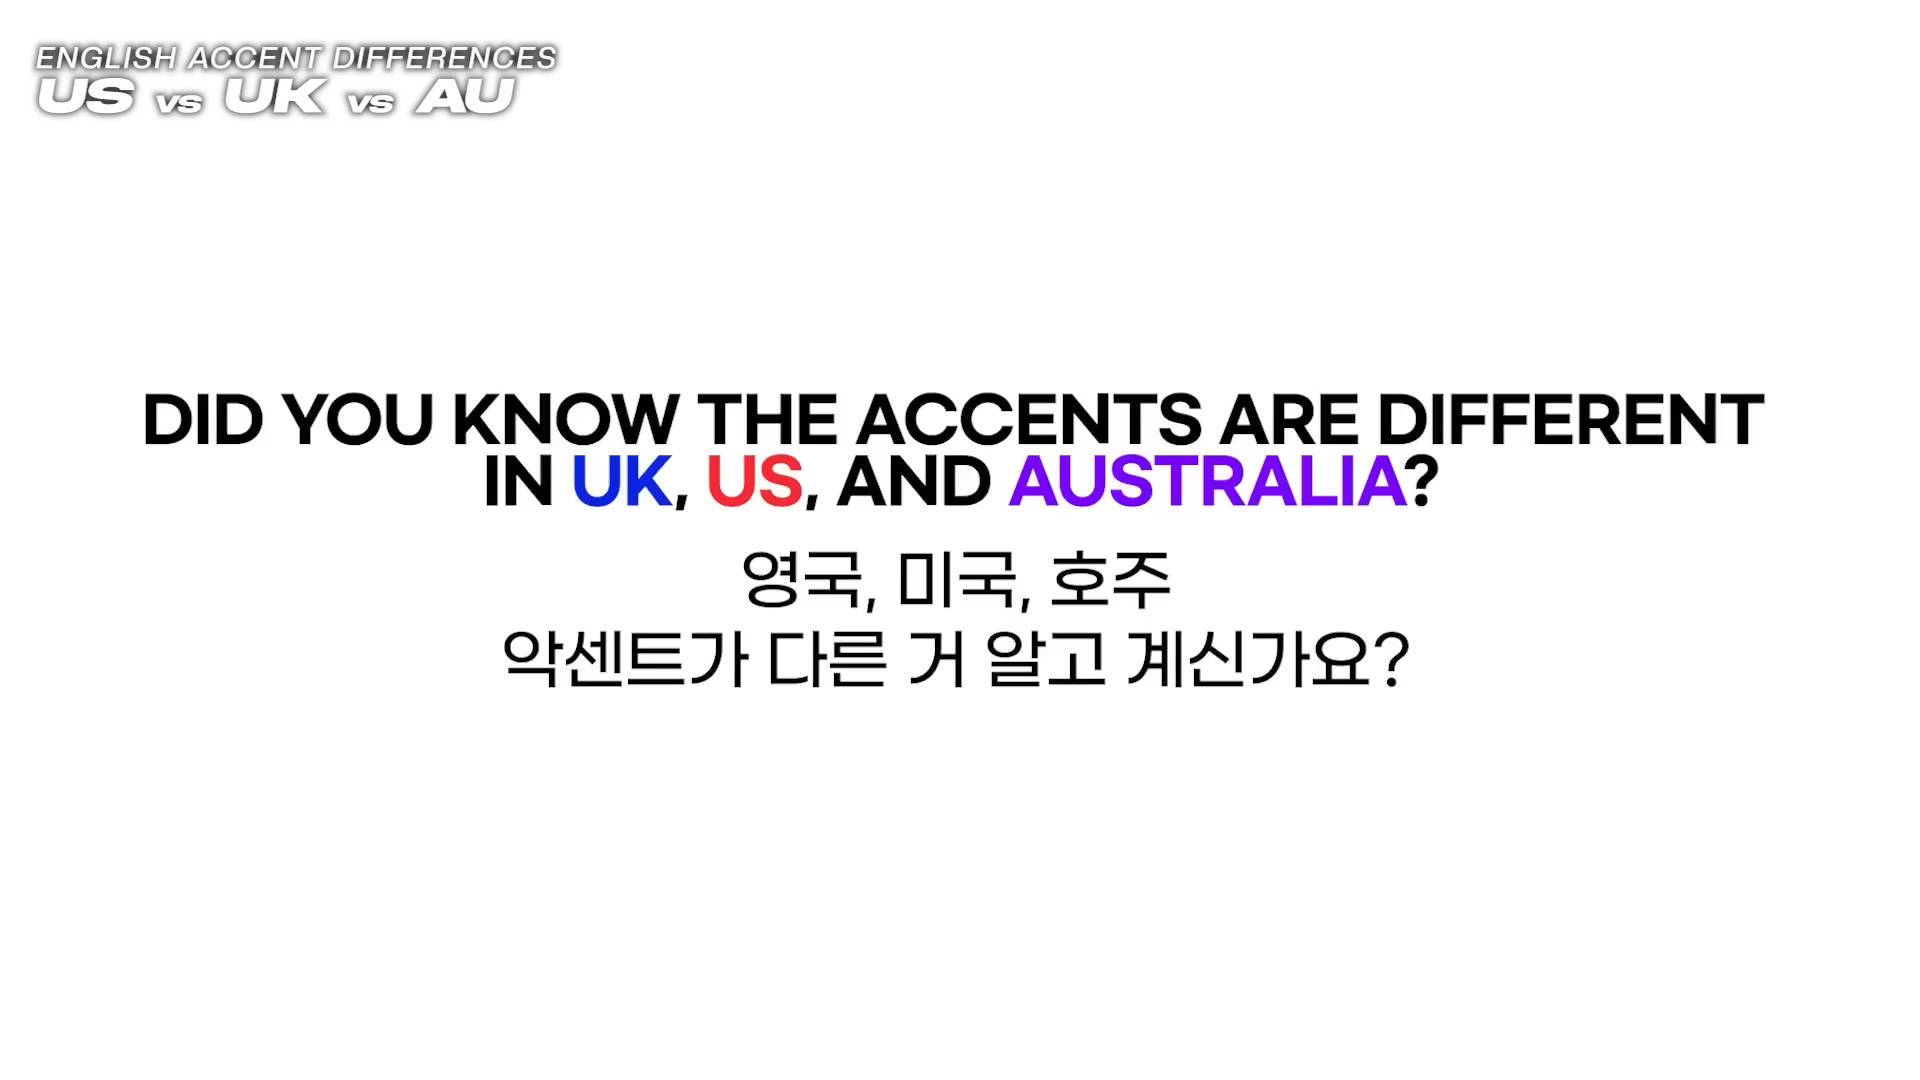 ENGLISH ACCENT DIFFERENCES
US vs UK vs AU
DID YOU KNOW THE ACCENTS ARE DIFFERENT
IN UK, US, AND AUSTRALIA?
영국, 미국, 호주
악센트가 다른 거 알고 계신가요?